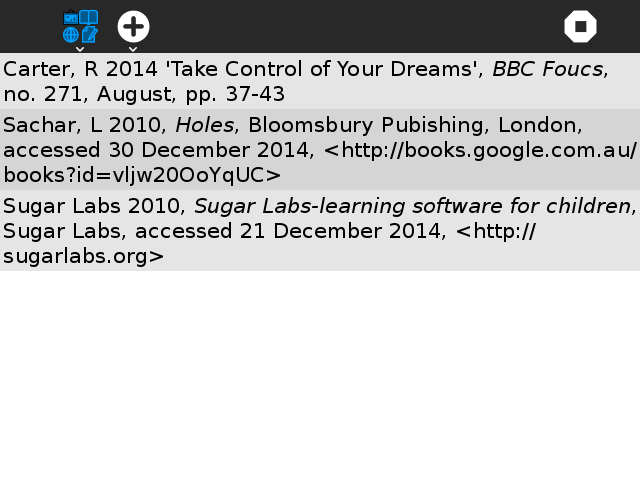 Carter, R 2014 'Take Control of Your Dreams', BBC Foucs,
no. 271, August, pp. 37-43
Sachar, L 2010, Holes, Bloomsbury Pubishing, London,
accessed 30 December 2014, <http://books.google.com.au/
books?id=vljw20OoYqUC>
Sugar Labs 2010, Sugar Labs-learning software for children,
Sugar Labs, accessed 21 December 2014, <http://
sugarlabs.org>